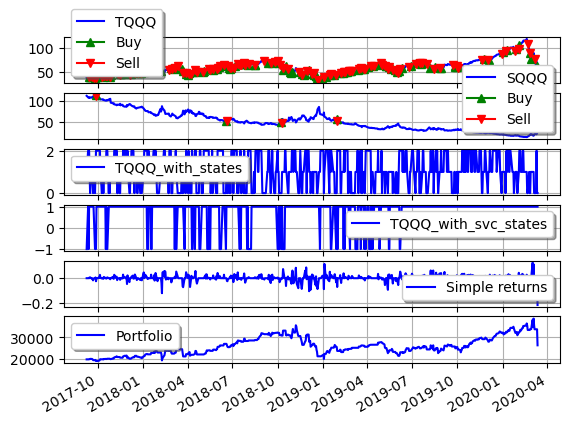 TQQQ
Buy
Sell
100
50
SQQQ
Buy
Sell
100
50
TQQQ_with_states
2
0
TQQQ_with_svc_states
1
0
−1
Simple returns
0.0
−0.2
Portfolio
30000
20000
2017-10
2018-01
2018-04
2018-07
2018-10
2019-01
2019-04
2019-07
2019-10
2020-01
2020-04